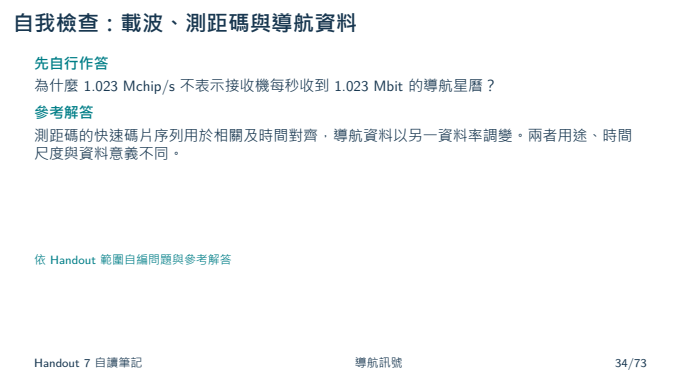 自我檢查：載波、測距碼與導航資料
先自行作答
為什麼 1.023 Mchip/s 不表示接收機每秒收到 1.023 Mbit 的導航星曆？
參考解答
測距碼的快速碼片序列用於相關及時間對齊，導航資料以另一資料率調變。兩者用途、時間
尺度與資料意義不同。
依 Handout 範圍自編問題與參考解答
Handout 7 自讀筆記
導航訊號
34/73